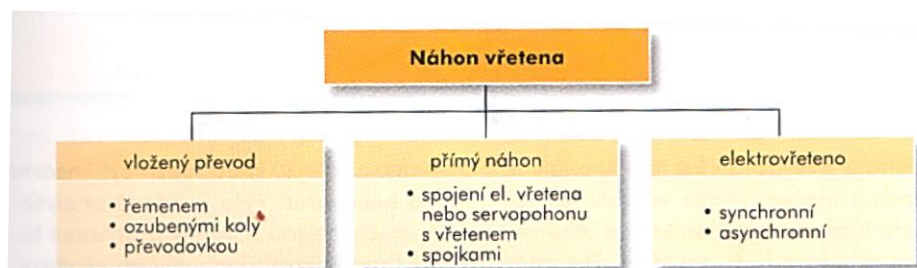 Náhon vřetena
vložený převod
• řemenem
• ozubenými koly
• převodovkou
přímý náhon
• spojení el. vřetena
nebo servopohonu
s vřetenem
• spojkami
elektrovřeteno
• synchronní
• asynchronní